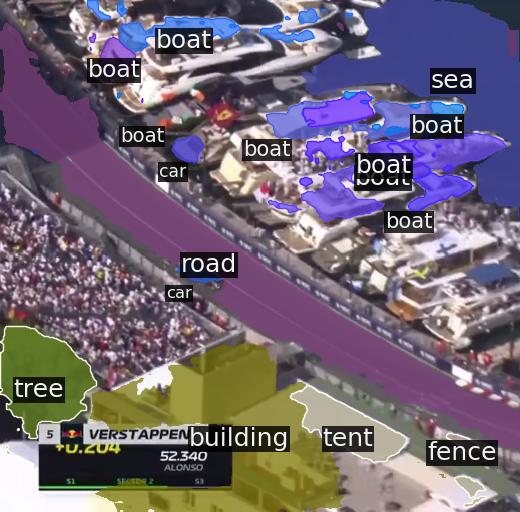 boat
boat
sea
boat
boat
boat
car
boat
boat
boat
road
car
tree
building
tent
fence
5 VERSTAPPEN
+0.204
52.340
ALONSO
S1 SECTOR 2 S3